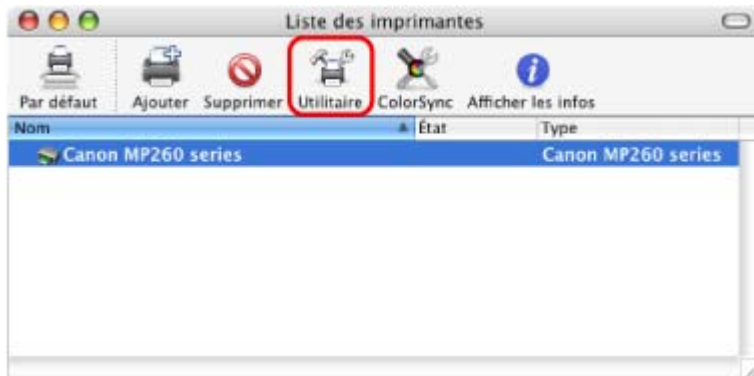 Liste des imprimantes
Par défaut Ajouter Supprimer Utilitaire ColorSync Afficher les infos
Nom État Type
Canon MP260 series Canon MP260 series